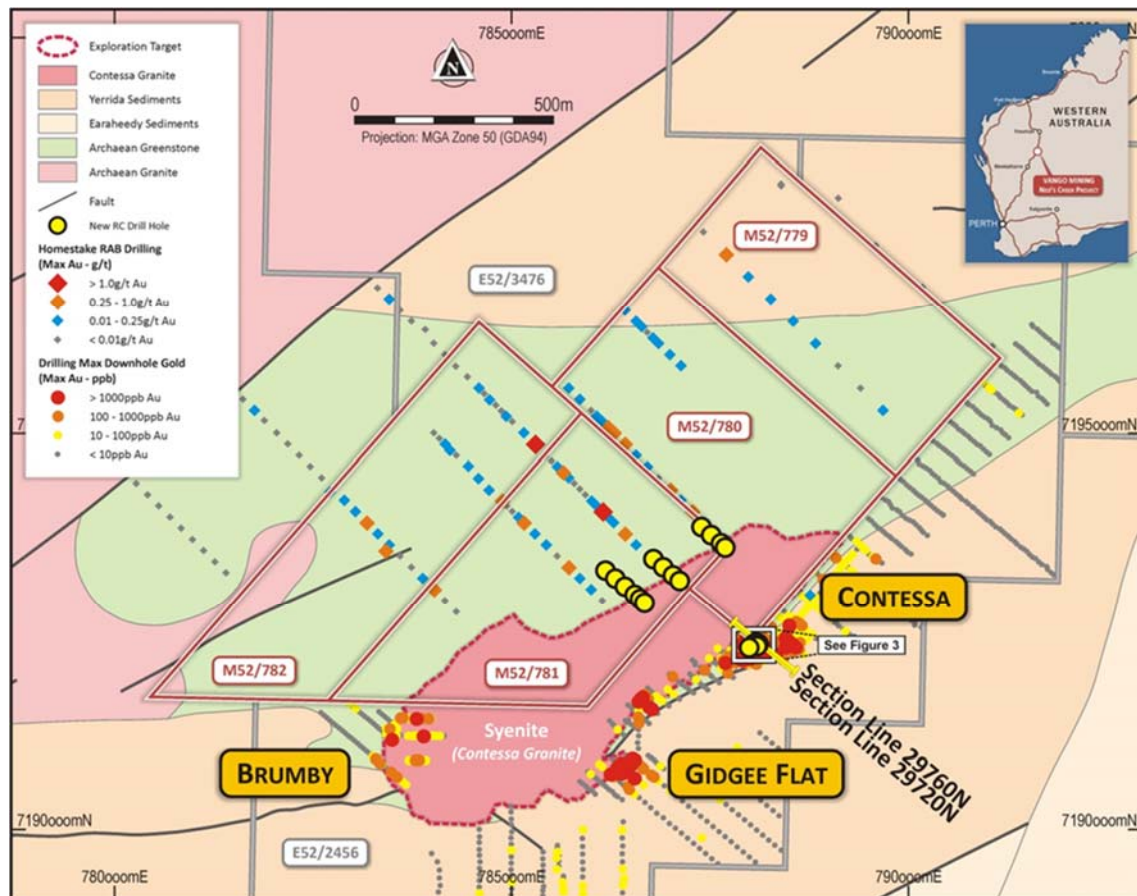 785000mE
790000mE
Exploration Target
Contessa Granite
Yerrida Sediments
Earaheedy Sediments
Archaean Greenstone
Archaean Granite
Fault
New RC Drill Hole
Homestake RAB Drilling
(Max Au - g/t)
> 1.0g/t Au
0.25 - 1.0g/t Au
0.01 - 0.25g/t Au
< 0.01g/t Au
Drilling Max Downhole Gold
(Max Au - ppb)
> 1000ppb Au
100 - 1000ppb Au
10 - 100ppb Au
< 10ppb Au
N
0 500m
Projection: MGA Zone 50 (GDA94)
WESTERN
AUSTRALIA
VANGO MINING
PERTH
M52/779
E52/3476
M52/780
7195000mN
7195000mN
CONTESSA
See Figure 3
M52/782
M52/781
Section Line 29760N
Section Line 29720N
Syenite
(Contessa Granite)
BRUMBY
GIDGEE FLAT
7190000mN
7190000mN
E52/2456
780000mE
785000mE
790000mE